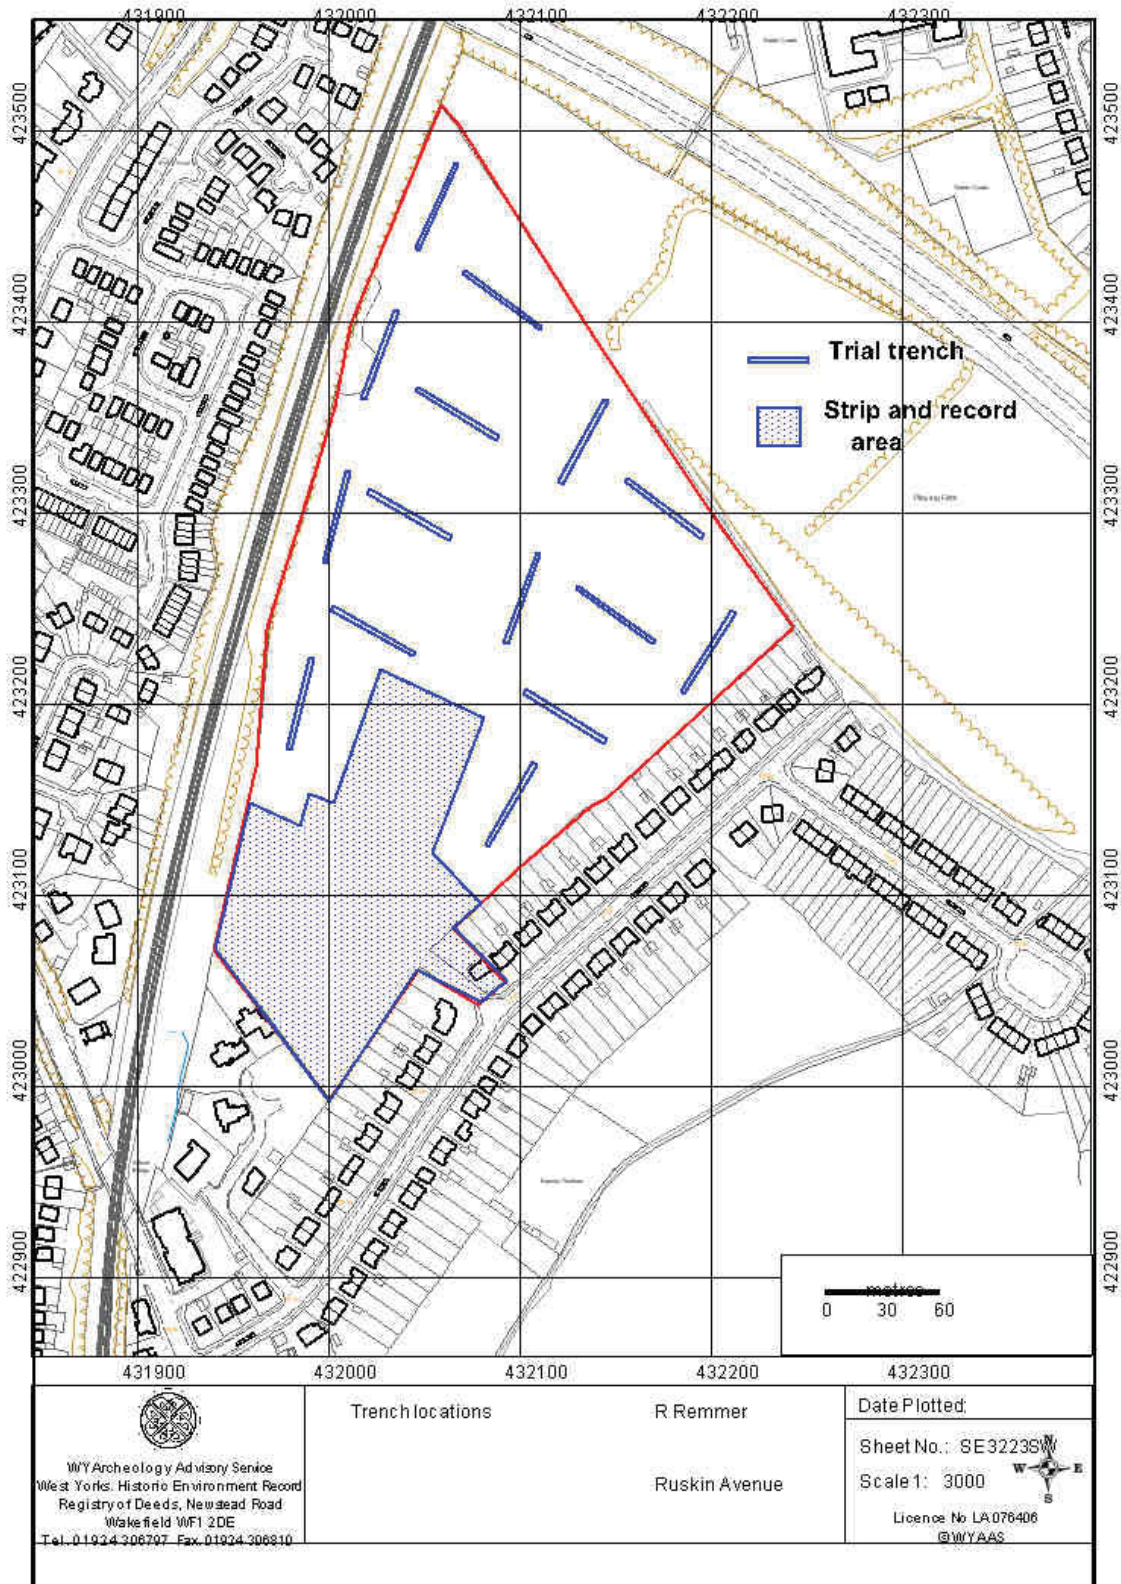 431900 432000 432100 432200 432300
423500 423500
423400 423400
Trial trench
Strip and record
area
423300 423300
Playing Field
423200 423200
423100 423100
423000 423000
422900 422900
metres
0 30 60
431900 432000 432100 432200 432300
WY Archeology Advisory Service
West Yorks. Historic Environment Record
Registry of Deeds, Newstead Road
Wakefield WF1 2DE
Tel. 01924 306797 Fax. 01924 306810
Trench locations
R Remmer
Ruskin Avenue
Date Plotted:
Sheet No.: SE3223SW
Scale 1: 3000
N
W E
S
Licence No LA076406
©WYAAS